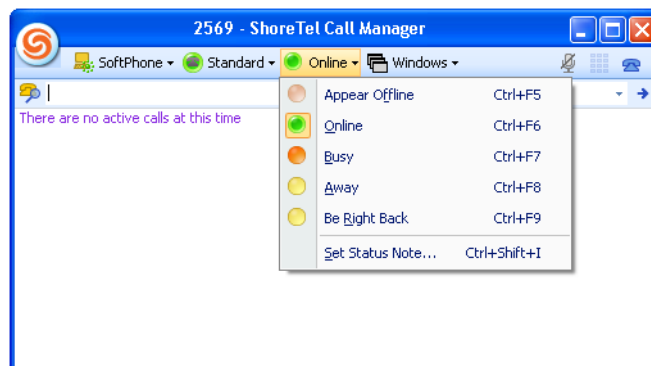 2569 - ShoreTel Call Manager
SoftPhone Standard Online Windows
There are no active calls at this time
Appear Offline Ctrl+F5
Online Ctrl+F6
Busy Ctrl+F7
Away Ctrl+F8
Be Right Back Ctrl+F9
Set Status Note... Ctrl+Shift+I